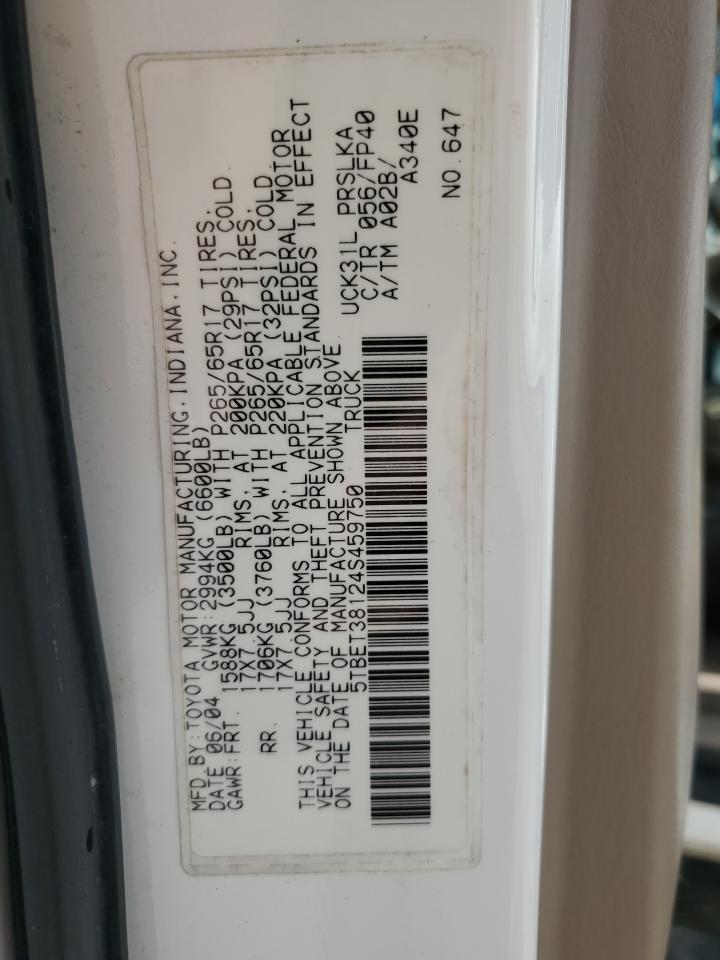 MFD BY:TOYOTA MOTOR MANUFACTURING.INDIANA.INC.
DATE 06/04 GVWR:2994KG (6600LB)
GAWR:FRT. 1588KG (3500LB) WITH P265/65R17 TIRES.
17X7.5JJ RIMS. AT 200KPA (29PSI) COLD.
RR. 1706KG (3760LB) WITH P265/65R17 TIRES.
17X7.5JJ RIMS. AT 220KPA (32PSI) COLD.
THIS VEHICLE CONFORMS TO ALL APPLICABLE FEDERAL MOTOR
VEHICLE SAFETY AND THEFT PREVENTION STANDARDS IN EFFECT
ON THE DATE OF MANUFACTURE SHOWN ABOVE.
5TBET38124S459750 TRUCK
UCK31L PRSLKA
C/TR 056/FP40
A/TM A02B/
A340E
NO.647